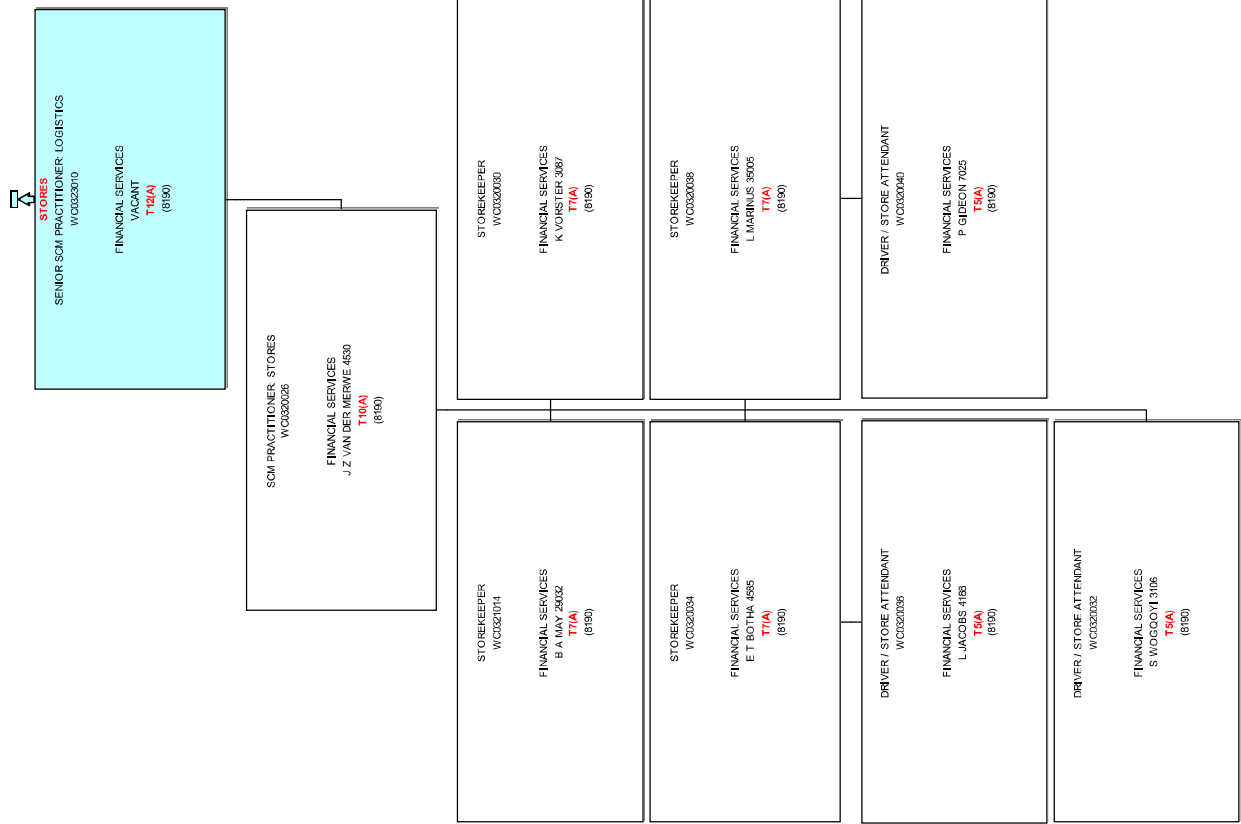 STORES
SENIOR SCM PRACTITIONER: LOGISTICS
WC0323010
FINANCIAL SERVICES
VACANT
T12(A)
(8190)
SCM PRACTITIONER: STORES
WC0320026
FINANCIAL SERVICES
J Z VAN DER MERWE 4530
T10(A)
(8190)
STOREKEEPER
WC0321014
FINANCIAL SERVICES
B A MAY 29032
T7(A)
(8190)
STOREKEEPER
WC0320030
FINANCIAL SERVICES
K VORSTER 3087
T7(A)
(8190)
STOREKEEPER
WC0320034
FINANCIAL SERVICES
E T BOTHA 4585
T7(A)
(8190)
STOREKEEPER
WC0320038
FINANCIAL SERVICES
L MARINUS 35005
T7(A)
(8190)
DRIVER / STORE ATTENDANT
WC0320036
FINANCIAL SERVICES
L JACOBS 4188
T5(A)
(8190)
DRIVER / STORE ATTENDANT
WC0320040
FINANCIAL SERVICES
P GIDEON 7025
T5(A)
(8190)
DRIVER / STORE ATTENDANT
WC0320032
FINANCIAL SERVICES
S WOGQOYI 3106
T5(A)
(8190)